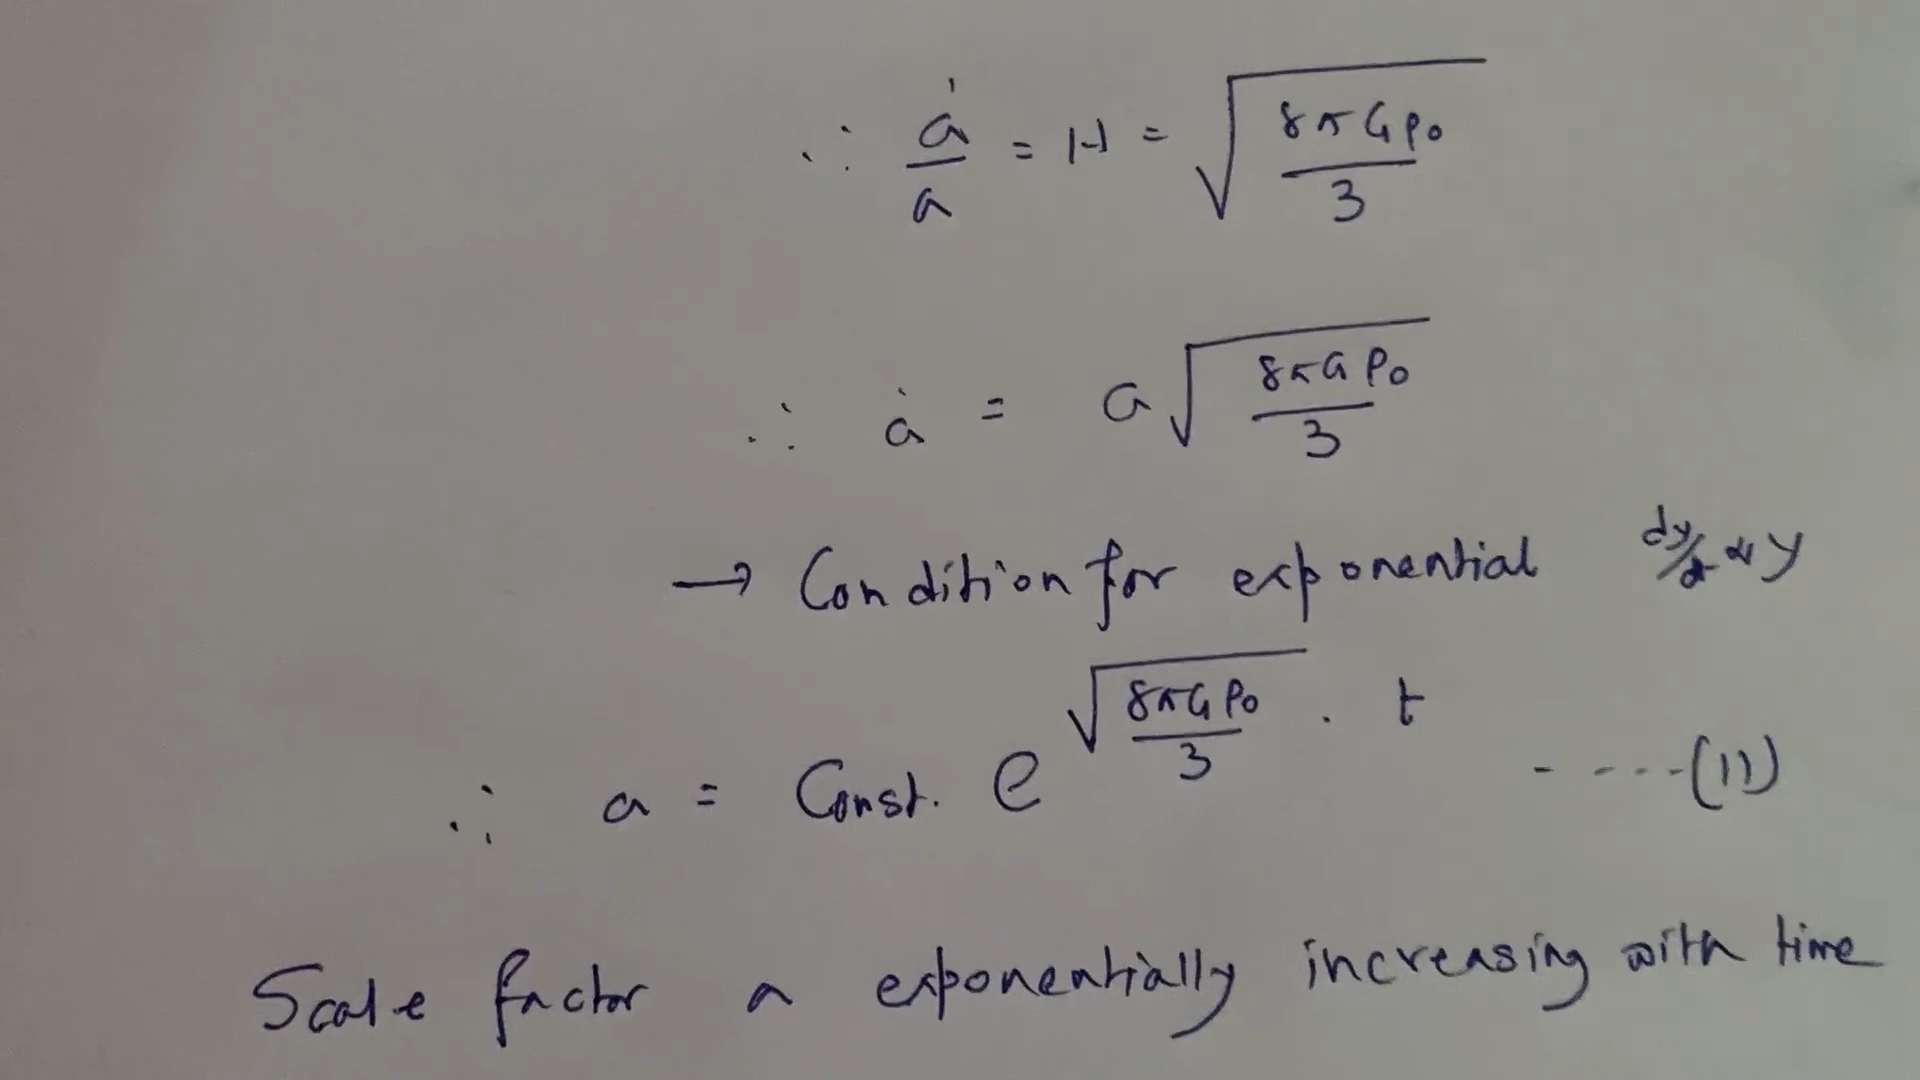 ∴ ȧ/a = H = √(8πGρ₀/3)
∴ ȧ = a√(8πGρ₀/3)
→ Condition for exponential dy/dx ∝ y
∴ a = Const. e^(√(8πGρ₀/3) . t) - ----(11)
Scale factor a exponentially increasing with time